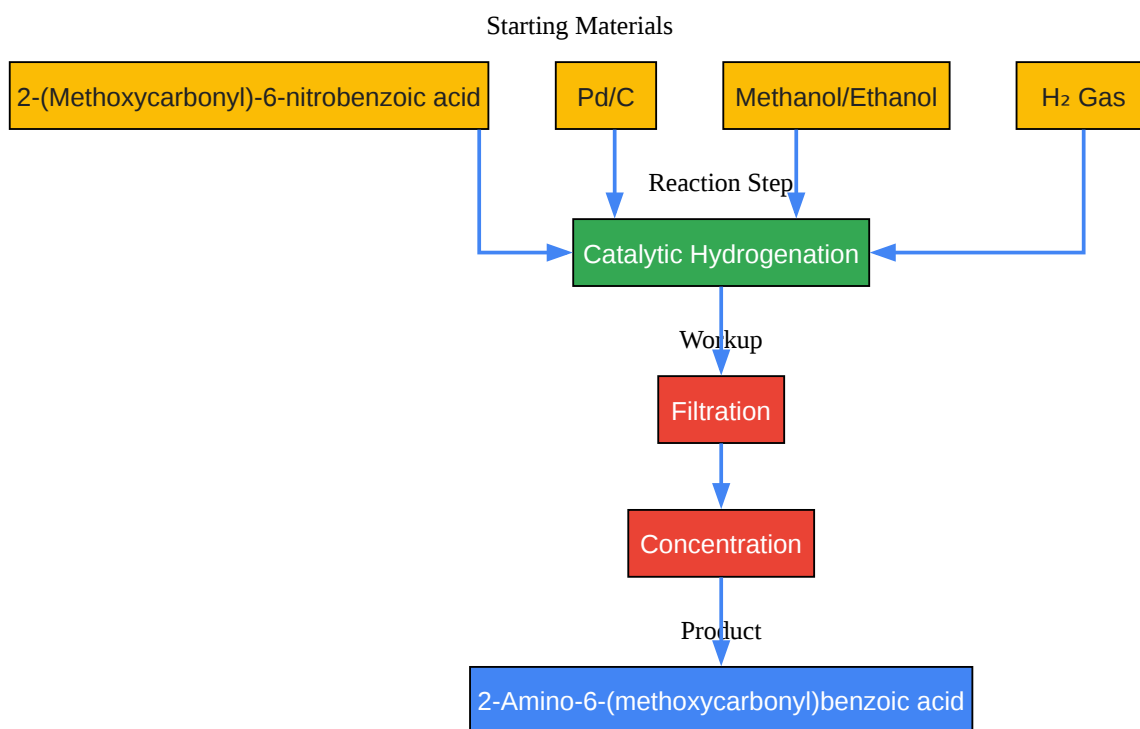 Starting Materials
2-(Methoxycarbonyl)-6-nitrobenzoic acid
Pd/C
Methanol/Ethanol
H₂ Gas
Reaction Step
Catalytic Hydrogenation
Workup
Filtration
Concentration
Product
2-Amino-6-(methoxycarbonyl)benzoic acid